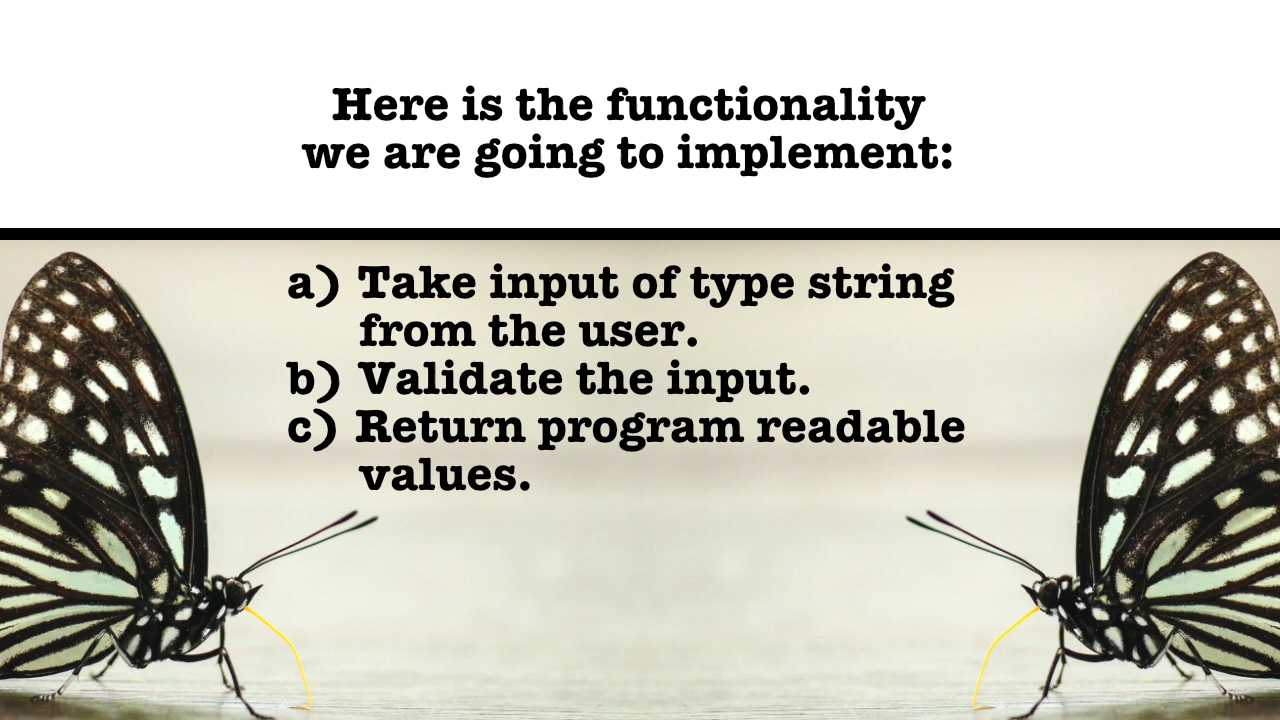 Here is the functionality
we are going to implement:
a) Take input of type string
from the user.
b) Validate the input.
c) Return program readable
values.